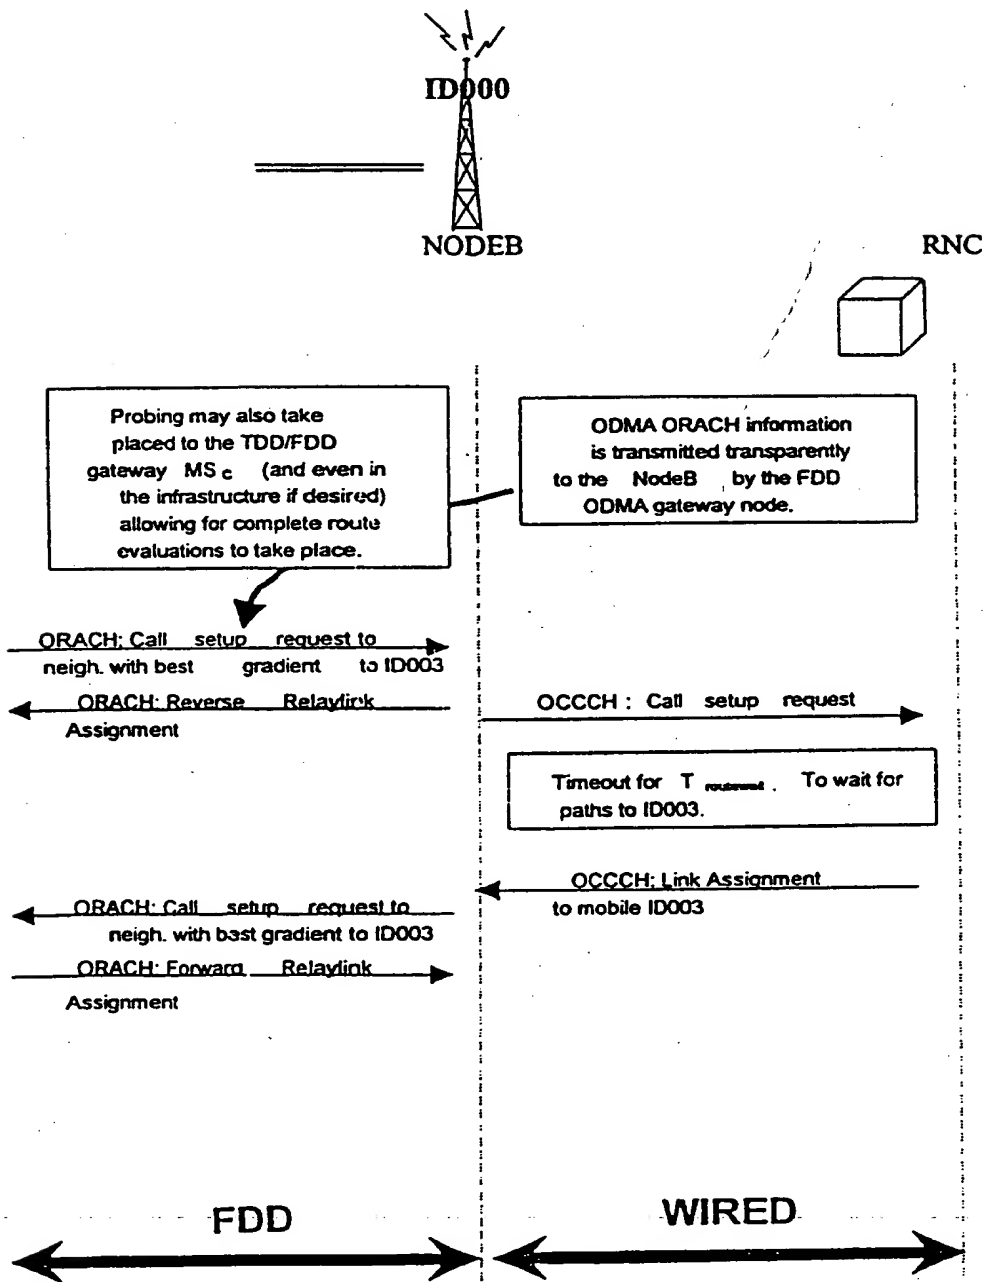 ID000
NODEB
RNC
Probing may also take
placed to the TDD/FDD
gateway MS c (and even in
the infrastructure if desired)
allowing for complete route
evaluations to take place.
ODMA ORACH information
is transmitted transparently
to the NodeB by the FDD
ODMA gateway node.
ORACH: Call setup request to
neigh. with best gradient to ID003
ORACH: Reverse Relaylink
Assignment
OCCCH : Call setup request
Timeout for T . To wait for
paths to ID003.
OCCCH: Link Assignment
to mobile ID003
ORACH: Call setup request to
neigh. with best gradient to ID003
ORACH: Forward Relaylink
Assignment
FDD
WIRED